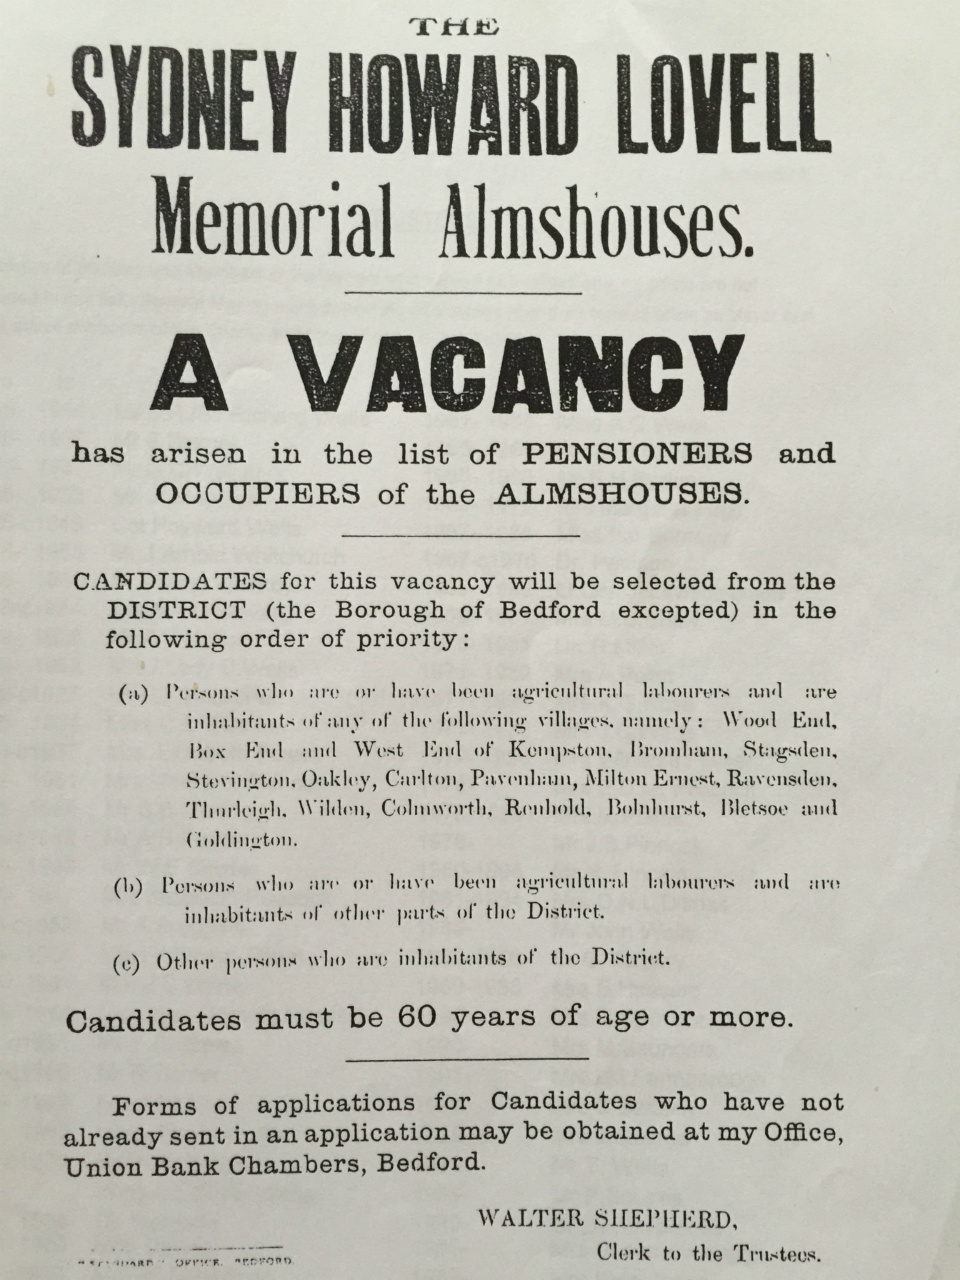 THE
SYDNEY HOWARD LOVELL
Memorial Almshouses.
A VACANCY
has arisen in the list of PENSIONERS and
OCCUPIERS of the ALMSHOUSES.
CANDIDATES for this vacancy will be selected from the
DISTRICT (the Borough of Bedford excepted) in the
following order of priority:
(a) Persons who are or have been agricultural labourers and are
inhabitants of any of the following villages, namely: Wood End,
Box End and West End of Kempston, Bromham, Stagsden,
Stevington, Oakley, Carlton, Pavenham, Milton Ernest, Ravensden,
Thurleigh, Wilden, Colmworth, Renhold, Bolnhurst, Bletsoe and
Goldington.
(b) Persons who are or have been agricultural labourers and are
inhabitants of other parts of the District.
(c) Other persons who are inhabitants of the District.
Candidates must be 60 years of age or more.
Forms of applications for Candidates who have not
already sent in an application may be obtained at my Office,
Union Bank Chambers, Bedford.
WALTER SHEPHERD,
Clerk to the Trustees.
OFFICE, BEDFORD.